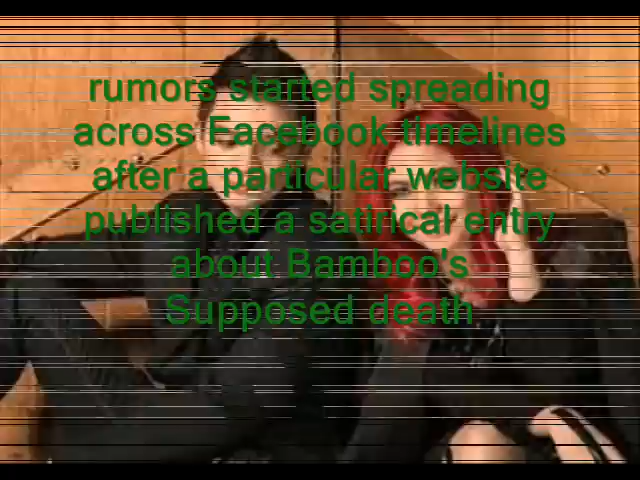 rumors started spreading
across Facebook timelines
after a particular website
published a satirical entry
about Bamboo's
Supposed death